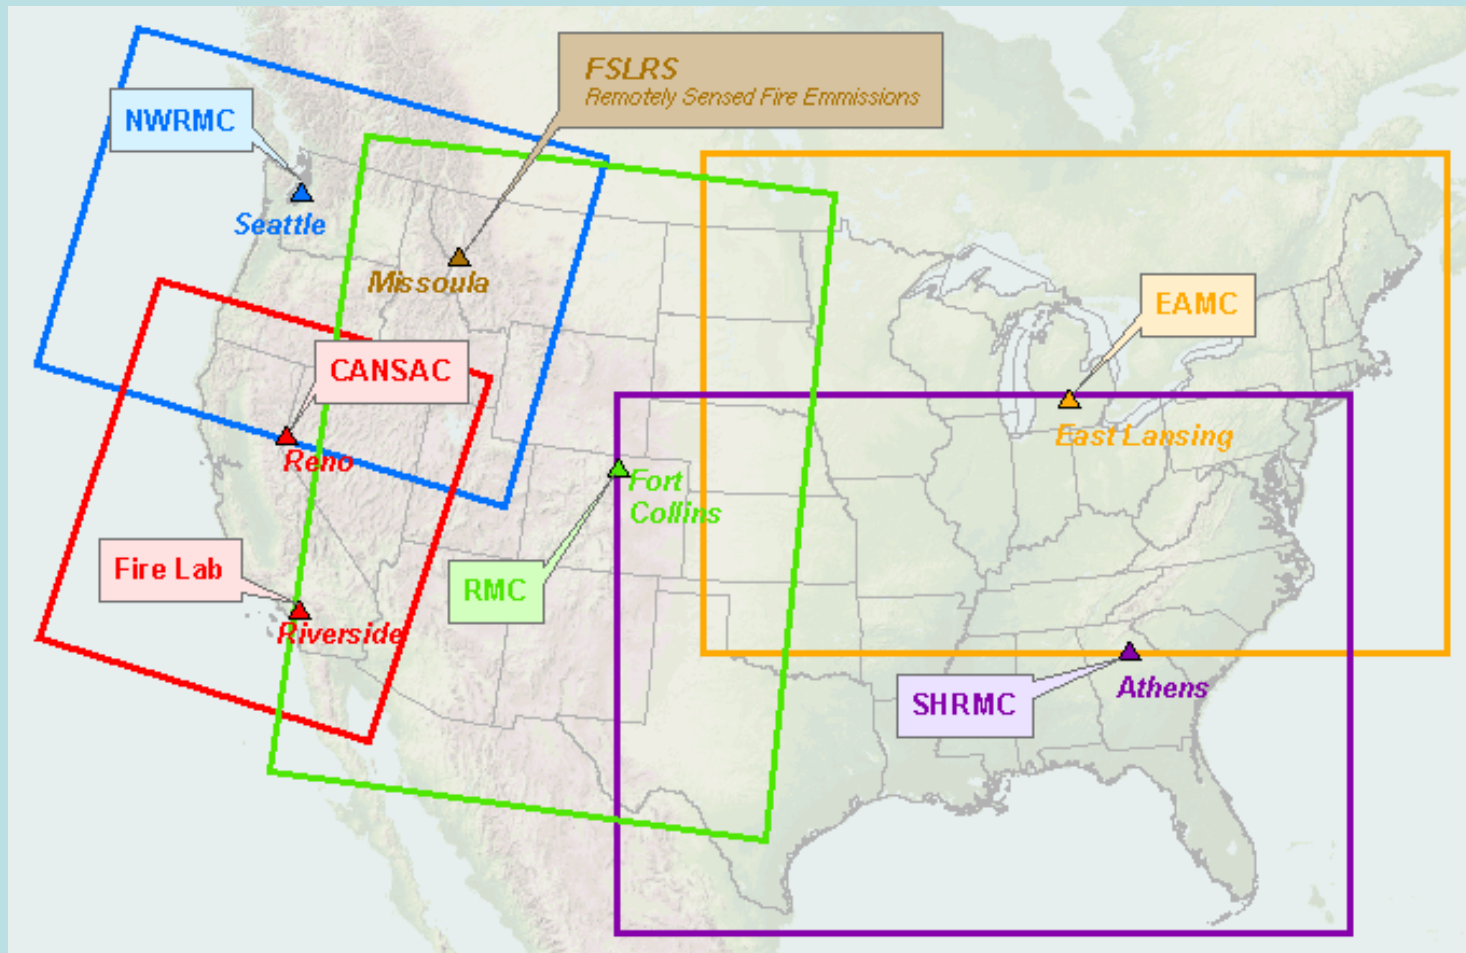 FSLRS
Remotely Sensed Fire Emmissions
NWRMC
Seattle
Missoula
EAMC
CANSAC
East Lansing
Reno
Fort
Collins
Fire Lab
RMC
Riverside
Athens
SHRMC